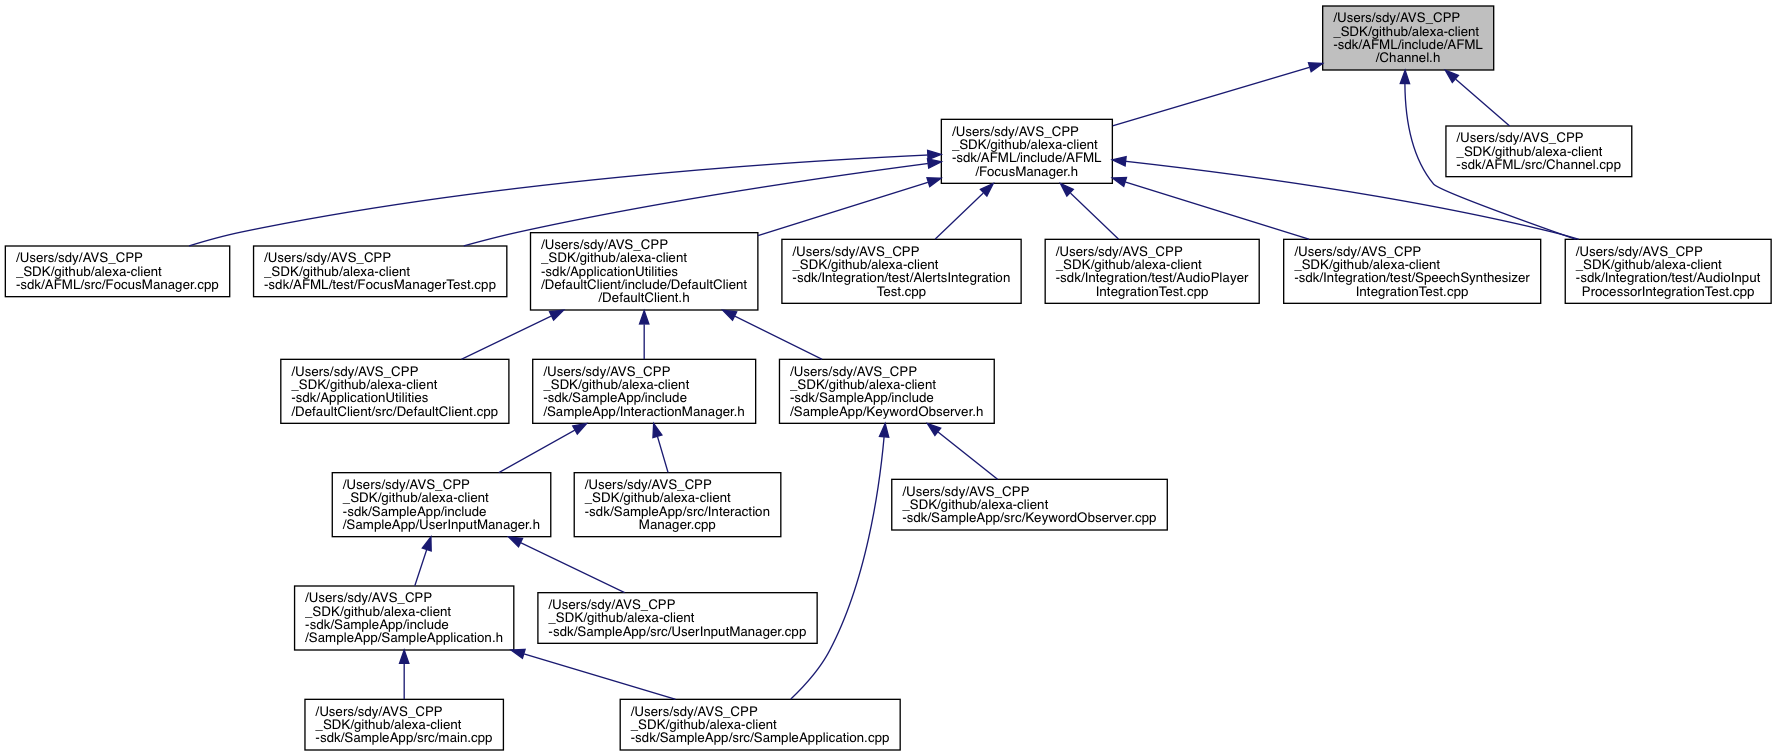 /Users/sdy/AVS_CPP
_SDK/github/alexa-client
-sdk/AFML/include/AFML
/Channel.h
/Users/sdy/AVS_CPP
_SDK/github/alexa-client
-sdk/AFML/include/AFML
/FocusManager.h
/Users/sdy/AVS_CPP
_SDK/github/alexa-client
-sdk/AFML/src/Channel.cpp
/Users/sdy/AVS_CPP
_SDK/github/alexa-client
-sdk/AFML/src/FocusManager.cpp
/Users/sdy/AVS_CPP
_SDK/github/alexa-client
-sdk/AFML/test/FocusManagerTest.cpp
/Users/sdy/AVS_CPP
_SDK/github/alexa-client
-sdk/ApplicationUtilities
/DefaultClient/include/DefaultClient
/DefaultClient.h
/Users/sdy/AVS_CPP
_SDK/github/alexa-client
-sdk/Integration/test/AlertsIntegration
Test.cpp
/Users/sdy/AVS_CPP
_SDK/github/alexa-client
-sdk/Integration/test/AudioPlayer
IntegrationTest.cpp
/Users/sdy/AVS_CPP
_SDK/github/alexa-client
-sdk/Integration/test/SpeechSynthesizer
IntegrationTest.cpp
/Users/sdy/AVS_CPP
_SDK/github/alexa-client
-sdk/Integration/test/AudioInput
ProcessorIntegrationTest.cpp
/Users/sdy/AVS_CPP
_SDK/github/alexa-client
-sdk/ApplicationUtilities
/DefaultClient/src/DefaultClient.cpp
/Users/sdy/AVS_CPP
_SDK/github/alexa-client
-sdk/SampleApp/include
/SampleApp/InteractionManager.h
/Users/sdy/AVS_CPP
_SDK/github/alexa-client
-sdk/SampleApp/include
/SampleApp/KeywordObserver.h
/Users/sdy/AVS_CPP
_SDK/github/alexa-client
-sdk/SampleApp/include
/SampleApp/UserInputManager.h
/Users/sdy/AVS_CPP
_SDK/github/alexa-client
-sdk/SampleApp/src/Interaction
Manager.cpp
/Users/sdy/AVS_CPP
_SDK/github/alexa-client
-sdk/SampleApp/src/KeywordObserver.cpp
/Users/sdy/AVS_CPP
_SDK/github/alexa-client
-sdk/SampleApp/include
/SampleApp/SampleApplication.h
/Users/sdy/AVS_CPP
_SDK/github/alexa-client
-sdk/SampleApp/src/UserInputManager.cpp
/Users/sdy/AVS_CPP
_SDK/github/alexa-client
-sdk/SampleApp/src/main.cpp
/Users/sdy/AVS_CPP
_SDK/github/alexa-client
-sdk/SampleApp/src/SampleApplication.cpp